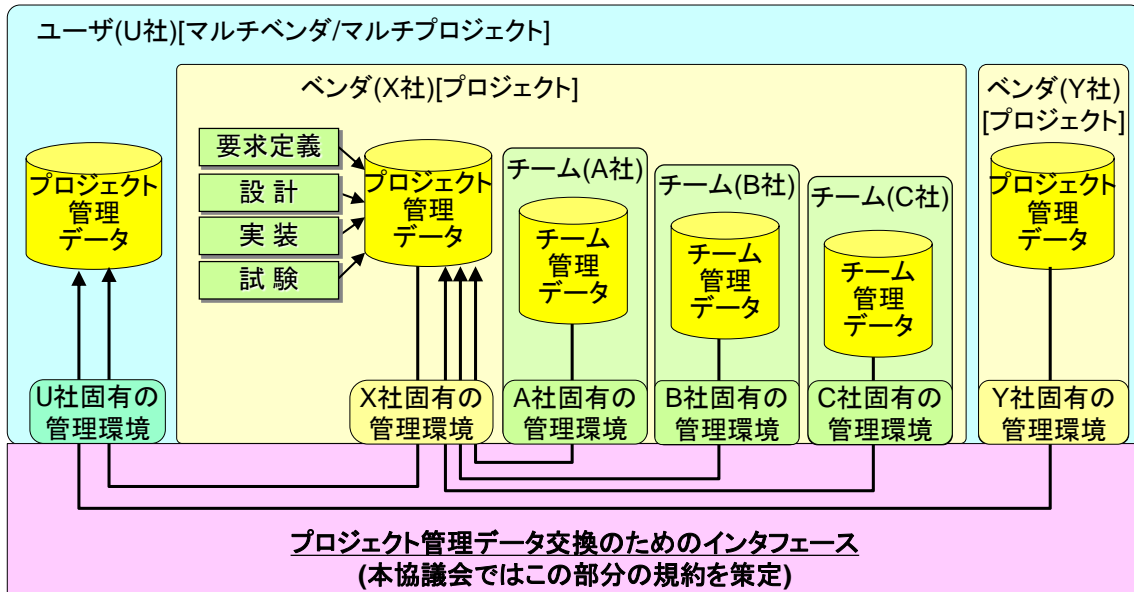 ユーザ(U社)[マルチベンダ/マルチプロジェクト]
ベンダ(X社)[プロジェクト]
ベンダ(Y社)
[プロジェクト]
プロジェクト
管理
データ
要求定義
設 計
実 装
試 験
プロジェクト
管理
データ
チーム(A社)
チーム
管理
データ
チーム(B社)
チーム
管理
データ
チーム(C社)
チーム
管理
データ
プロジェクト
管理
データ
U社固有の
管理環境
X社固有の
管理環境
A社固有の
管理環境
B社固有の
管理環境
C社固有の
管理環境
Y社固有の
管理環境
プロジェクト管理データ交換のためのインタフェース
(本協議会ではこの部分の規約を策定)